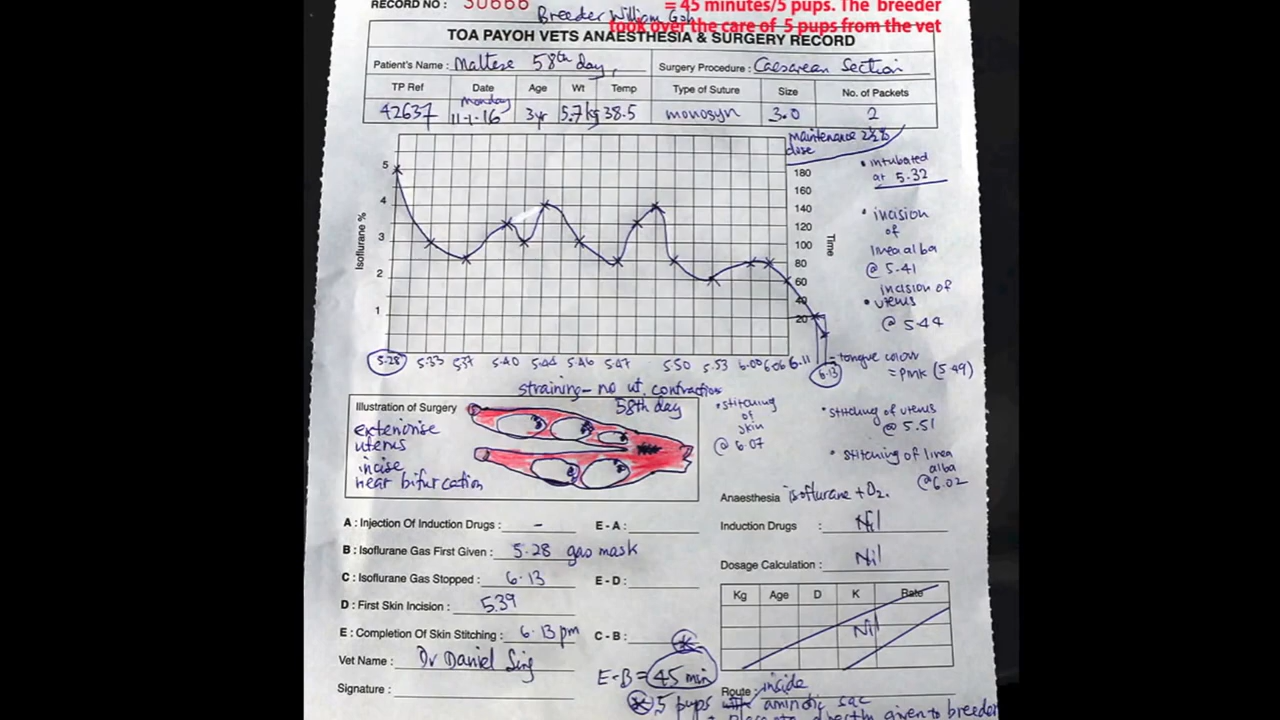 = 45 minutes/5 pups. The breeder
RECORD NO : 30666
Breeder William Goh
took over the care of 5 pups from the vet
TOA PAYOH VETS ANAESTHESIA & SURGERY RECORD
Patient's Name : Maltese 58th day, Surgery Procedure : Caesarean Section
TP Ref Date Age Wt Temp Type of Suture Size No. of Packets
Monday
42637 11-1-16 3yr 5.7kg 38.5 monosyn 3.0 2
maintenance 2½%
dose
• intubated
at 5.32
5 4 3 2 1
Isoflurane %
180 160 140 120 100 80 60 40 20
Time
• incision
of
linea alba
@ 5.41
incision of
• uterus
@ 5.44
5.28 5.33 5.37 5.40 5.44 5.46 5.47 5.50 5.53 6.00 6.06 6.11 6.13
- tongue colour
= pink (5.49)
straining - no ut. contraction
Illustration of Surgery
58th day
exteriorise
uterus
incise
near bifurcation
• stitching
of
skin
@ 6.07
• stitching of uterus
@ 5.51
• stitching of linea
alba
@6.02
Anaesthesia isoflurane + O2.
A : Injection Of Induction Drugs : - E - A :
Induction Drugs : Nil
B : Isoflurane Gas First Given : 5.28 gas mask
Dosage Calculation : Nil
C : Isoflurane Gas Stopped : 6.13 E - D :
Kg Age D K Rate
Nil
D : First Skin Incision : 5.39
E : Completion Of Skin Stitching : 6.13 pm C - B :
Vet Name : Dr Daniel Sing
E-B = 45 min
Signature :
Route : inside
5 pups amniotic sac
directly given to breeder